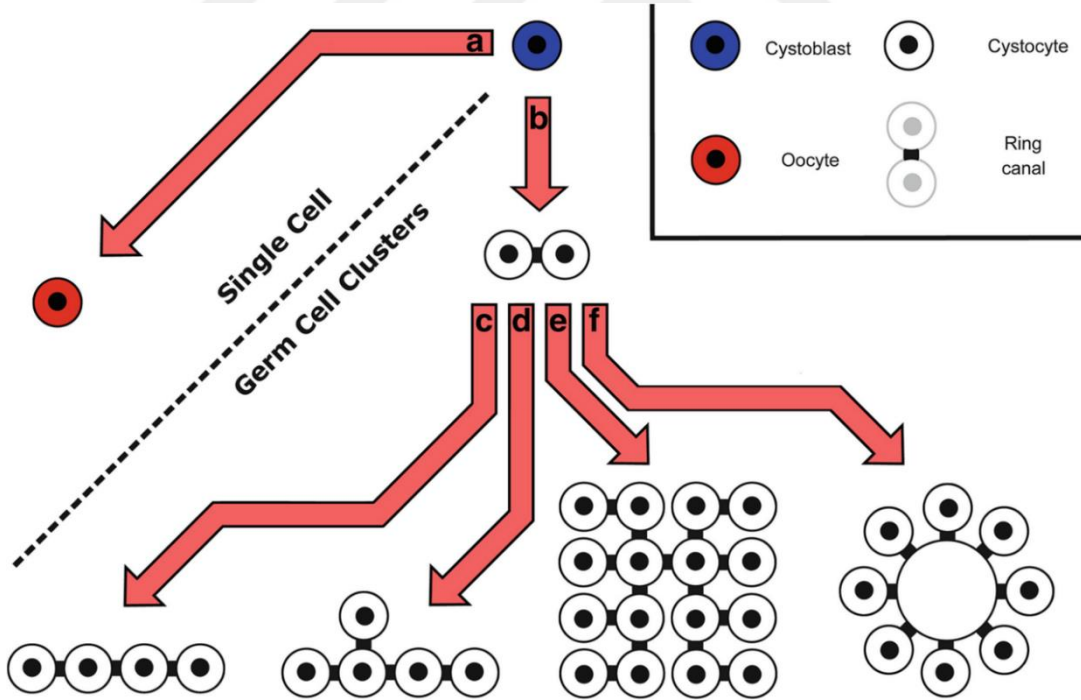 a
b
Cystoblast
Cystocyte
Oocyte
Ring
canal
Single Cell
Germ Cell Clusters
c
d
e
f